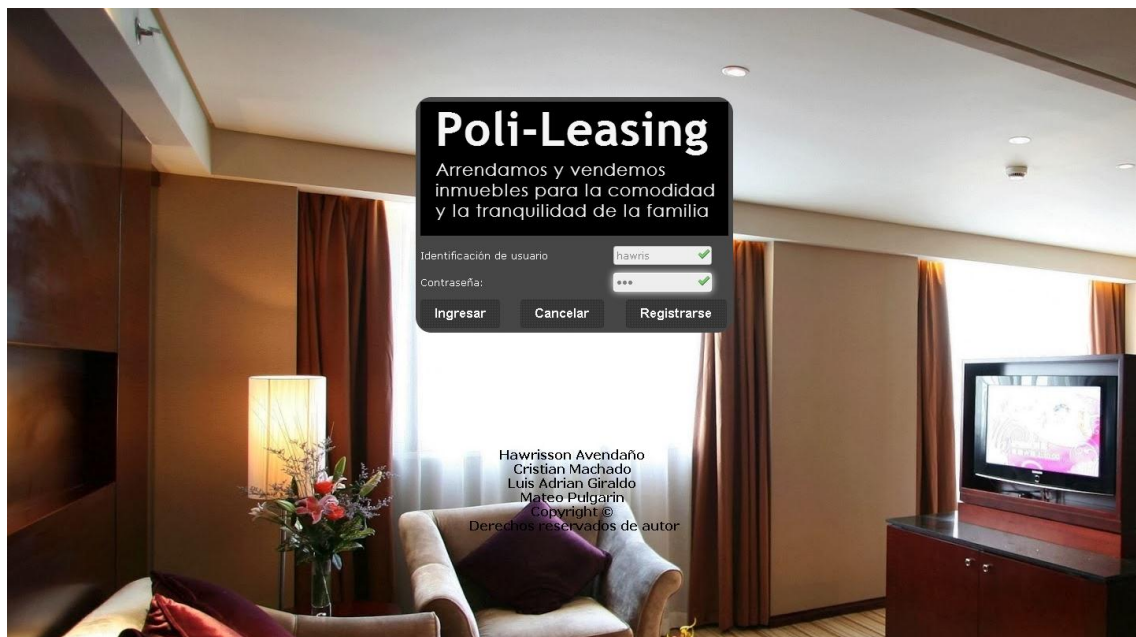 Poli-Leasing
Arrendamos y vendemos
inmuebles para la comodidad
y la tranquilidad de la familia
Identificación de usuario
hawris
Contraseña:
•••
Ingresar Cancelar Registrarse
Hawrisson Avendaño
Cristian Machado
Luis Adrian Giraldo
Mateo Pulgarin
Copyright ©
Derechos reservados de autor